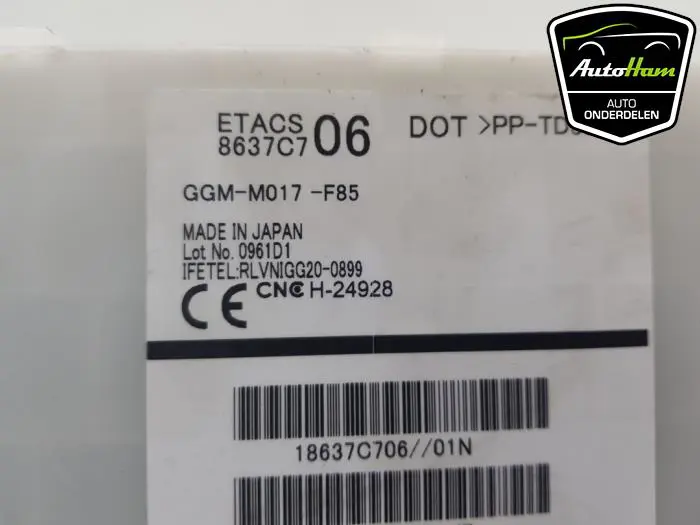 AutoHam
AUTO
ONDERDELEN
ETACS
8637C7 06
DOT >PP-TD
GGM-M017 -F85
MADE IN JAPAN
Lot No. 0961D1
IFETEL:RLVNIGG20-0899
CE CNC H-24928
18637C706//01N